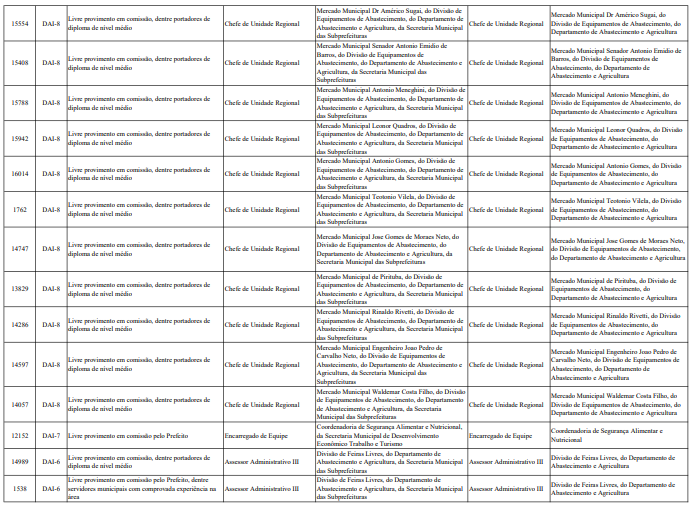 15554 DAI-8 Livre provimento em comissão, dentre portadores de diploma de nível médio Chefe de Unidade Regional Mercado Municipal Dr Américo Sugai, do Divisão de Equipamentos de Abastecimento, do Departamento de Abastecimento e Agricultura, da Secretaria Municipal das Subprefeituras Chefe de Unidade Regional Mercado Municipal Dr Américo Sugai, do Divisão de Equipamentos de Abastecimento, do Departamento de Abastecimento e Agricultura
15408 DAI-8 Livre provimento em comissão, dentre portadores de diploma de nível médio Chefe de Unidade Regional Mercado Municipal Senador Antonio Emidio de Barros, do Divisão de Equipamentos de Abastecimento, do Departamento de Abastecimento e Agricultura, da Secretaria Municipal das Subprefeituras Chefe de Unidade Regional Mercado Municipal Senador Antonio Emidio de Barros, do Divisão de Equipamentos de Abastecimento, do Departamento de Abastecimento e Agricultura
15788 DAI-8 Livre provimento em comissão, dentre portadores de diploma de nível médio Chefe de Unidade Regional Mercado Municipal Antonio Meneghini, do Divisão de Equipamentos de Abastecimento, do Departamento de Abastecimento e Agricultura, da Secretaria Municipal das Subprefeituras Chefe de Unidade Regional Mercado Municipal Antonio Meneghini, do Divisão de Equipamentos de Abastecimento, do Departamento de Abastecimento e Agricultura
15942 DAI-8 Livre provimento em comissão, dentre portadores de diploma de nível médio Chefe de Unidade Regional Mercado Municipal Leonor Quadros, do Divisão de Equipamentos de Abastecimento, do Departamento de Abastecimento e Agricultura, da Secretaria Municipal das Subprefeituras Chefe de Unidade Regional Mercado Municipal Leonor Quadros, do Divisão de Equipamentos de Abastecimento, do Departamento de Abastecimento e Agricultura
16014 DAI-8 Livre provimento em comissão, dentre portadores de diploma de nível médio Chefe de Unidade Regional Mercado Municipal Antonio Gomes, do Divisão de Equipamentos de Abastecimento, do Departamento de Abastecimento e Agricultura, da Secretaria Municipal das Subprefeituras Chefe de Unidade Regional Mercado Municipal Antonio Gomes, do Divisão de Equipamentos de Abastecimento, do Departamento de Abastecimento e Agricultura
1762 DAI-8 Livre provimento em comissão, dentre portadores de diploma de nível médio Chefe de Unidade Regional Mercado Municipal Teotonio Vilela, do Divisão de Equipamentos de Abastecimento, do Departamento de Abastecimento e Agricultura, da Secretaria Municipal das Subprefeituras Chefe de Unidade Regional Mercado Municipal Teotonio Vilela, do Divisão de Equipamentos de Abastecimento, do Departamento de Abastecimento e Agricultura
14747 DAI-8 Livre provimento em comissão, dentre portadores de diploma de nível médio Chefe de Unidade Regional Mercado Municipal Jose Gomes de Moraes Neto, do Divisão de Equipamentos de Abastecimento, do Departamento de Abastecimento e Agricultura, da Secretaria Municipal das Subprefeituras Chefe de Unidade Regional Mercado Municipal Jose Gomes de Moraes Neto, do Divisão de Equipamentos de Abastecimento, do Departamento de Abastecimento e Agricultura
13829 DAI-8 Livre provimento em comissão, dentre portadores de diploma de nível médio Chefe de Unidade Regional Mercado Municipal de Pirituba, do Divisão de Equipamentos de Abastecimento, do Departamento de Abastecimento e Agricultura, da Secretaria Municipal das Subprefeituras Chefe de Unidade Regional Mercado Municipal de Pirituba, do Divisão de Equipamentos de Abastecimento, do Departamento de Abastecimento e Agricultura
14286 DAI-8 Livre provimento em comissão, dentre portadores de diploma de nível médio Chefe de Unidade Regional Mercado Municipal Rinaldo Rivetti, do Divisão de Equipamentos de Abastecimento, do Departamento de Abastecimento e Agricultura, da Secretaria Municipal das Subprefeituras Chefe de Unidade Regional Mercado Municipal Rinaldo Rivetti, do Divisão de Equipamentos de Abastecimento, do Departamento de Abastecimento e Agricultura
14597 DAI-8 Livre provimento em comissão, dentre portadores de diploma de nível médio Chefe de Unidade Regional Mercado Municipal Engenheiro Joao Pedro de Carvalho Neto, do Divisão de Equipamentos de Abastecimento, do Departamento de Abastecimento e Agricultura, da Secretaria Municipal das Subprefeituras Chefe de Unidade Regional Mercado Municipal Engenheiro Joao Pedro de Carvalho Neto, do Divisão de Equipamentos de Abastecimento, do Departamento de Abastecimento e Agricultura
14057 DAI-8 Livre provimento em comissão, dentre portadores de diploma de nível médio Chefe de Unidade Regional Mercado Municipal Waldemar Costa Filho, do Divisão de Equipamentos de Abastecimento, do Departamento de Abastecimento e Agricultura, da Secretaria Municipal das Subprefeituras Chefe de Unidade Regional Mercado Municipal Waldemar Costa Filho, do Divisão de Equipamentos de Abastecimento, do Departamento de Abastecimento e Agricultura
12152 DAI-7 Livre provimento em comissão pelo Prefeito Encarregado de Equipe Coordenadoria de Segurança Alimentar e Nutricional, da Secretaria Municipal de Desenvolvimento Econômico Trabalho e Turismo Encarregado de Equipe Coordenadoria de Segurança Alimentar e Nutricional
14989 DAI-6 Livre provimento em comissão, dentre portadores de diploma de nível médio Assessor Administrativo III Divisão de Feiras Livres, do Departamento de Abastecimento e Agricultura, da Secretaria Municipal das Subprefeituras Assessor Administrativo III Divisão de Feiras Livres, do Departamento de Abastecimento e Agricultura
1538 DAI-6 Livre provimento em comissão pelo Prefeito, dentre servidores municipais com comprovada experiência na área Assessor Administrativo III Divisão de Feiras Livres, do Departamento de Abastecimento e Agricultura, da Secretaria Municipal das Subprefeituras Assessor Administrativo III Divisão de Feiras Livres, do Departamento de Abastecimento e Agricultura